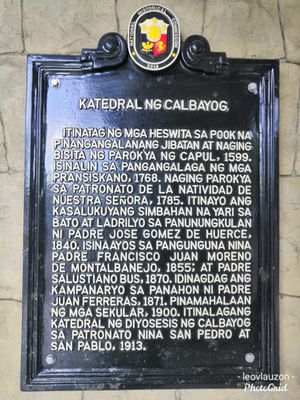 NATIONAL HISTORICAL COMMISSION
KATEDRAL NG CALBAYOG
ITINATAG NG MGA HESWITA SA POOK NA
PINANGANGALANANG JIBATAN AT NAGING
BISITA NG PAROKYA NG CAPUL, 1599.
ISINALIN SA PANGANGALAGA NG MGA
PRANSISKANO, 1768. NAGING PAROKYA
SA PATRONATO DE LA NATIVIDAD DE
NUESTRA SEÑORA, 1785. ITINAYO ANG
KASALUKUYANG SIMBAHAN NA YARI SA
BATO AT LADRILYO SA PANUNUNGKULAN
NI PADRE JOSE GOMEZ DE HUERCE,
1840. ISINAAYOS SA PANGUNGUNA NINA
PADRE FRANCISCO JUAN MORENO
DE MONTALBANEJO, 1855; AT PADRE
SALUSTIANO BUS, 1870. DINAGDAG ANG
KAMPANARYO SA PANAHON NI PADRE
JUAN FERRERAS, 1871. PINAMAHALAAN
NG MGA SEKULAR, 1900. ITINALAGANG
KATEDRAL NG DIYOSESIS NG CALBAYOG
SA PATRONATO NINA SAN PEDRO AT
SAN PABLO, 1913.
- leovlauzon -
PhotoGrid